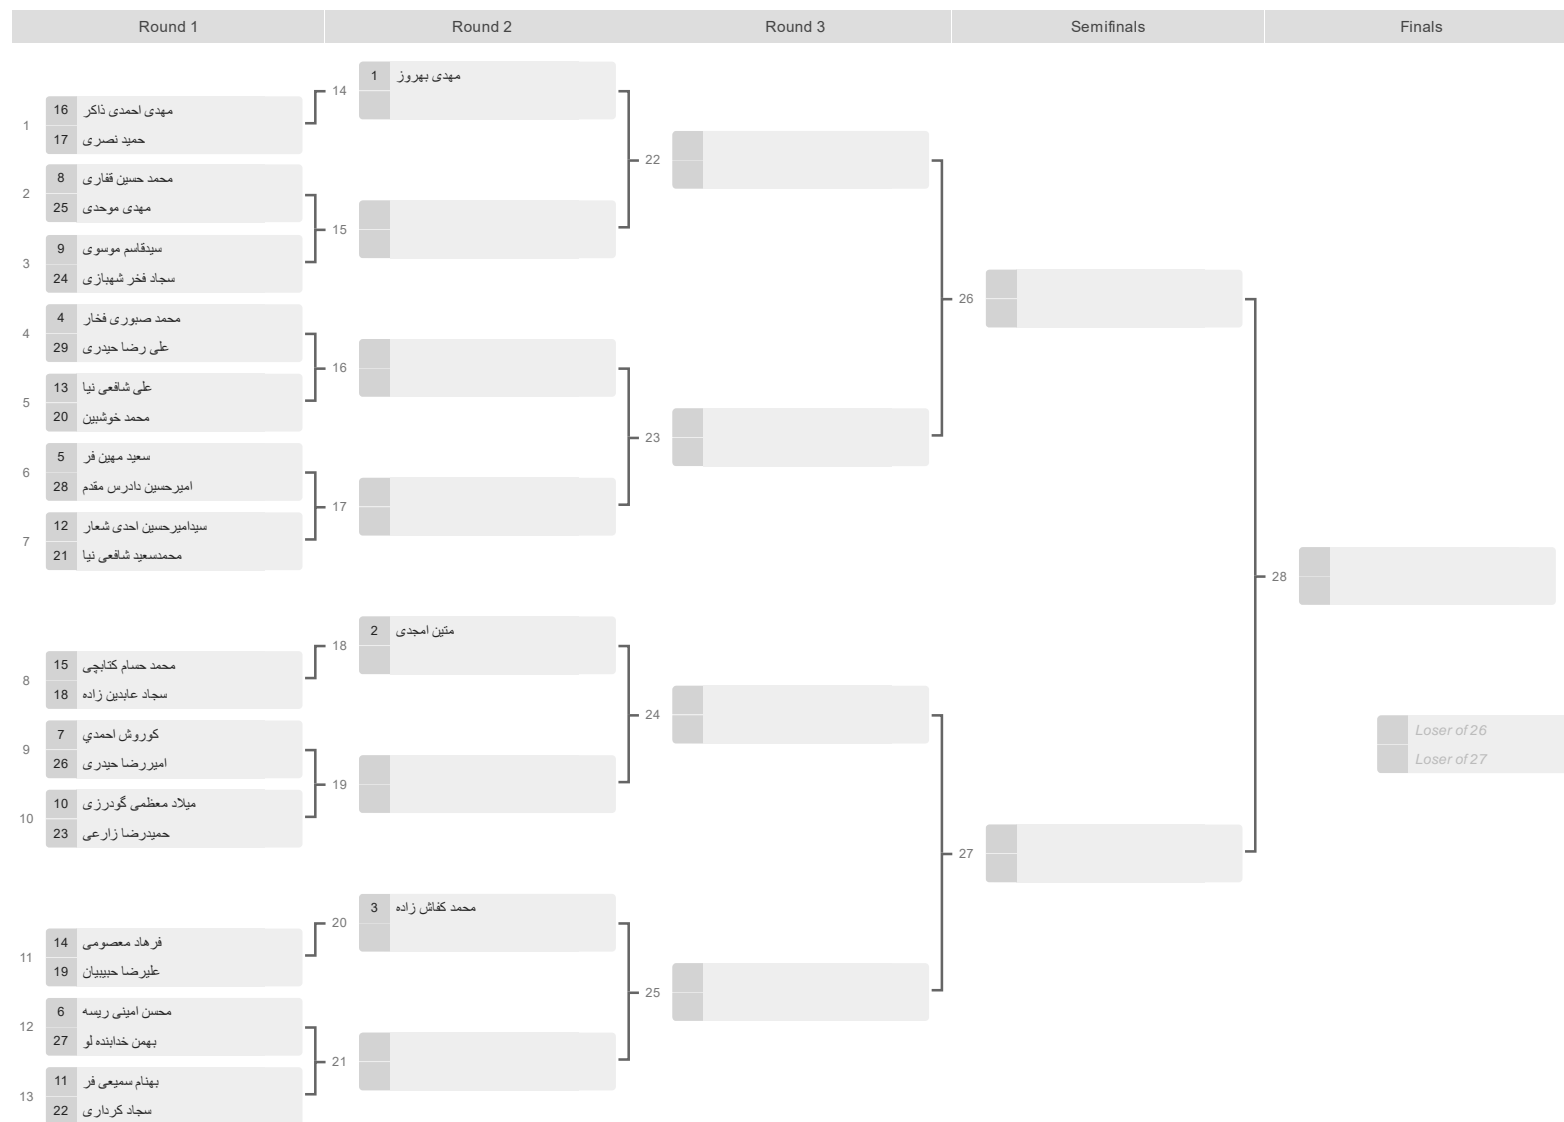 Round 1
Round 2
Round 3
Semifinals
Finals
1
16 مهدی احمدی ذاکر
17 حمید نصری
2
8 محمد حسین قفاری
25 مهدی موحدی
3
9 سیدقاسم موسوی
24 سجاد فخر شهبازی
4
4 محمد صبوری فخار
29 علی رضا حیدری
5
13 علی شافعی نیا
20 محمد خوشبین
6
5 سعید مهین فر
28 امیرحسین دادرس مقدم
7
12 سیدامیرحسین احدی شعار
21 محمدسعید شافعی نیا
8
15 محمد حسام کتابچی
18 سجاد عابدین زاده
9
7 کوروش احمدي
26 امیررضا حیدری
10
10 میلاد معظمی گودرزی
23 حمیدرضا زارعی
11
14 فرهاد معصومی
19 علیرضا حبیبیان
12
6 محسن امینی ریسه
27 بهمن خدابنده لو
13
11 بهنام سمیعی فر
22 سجاد کرداری
14
1 مهدی بهروز
15
16
17
18
2 متین امجدی
19
20
3 محمد کفاش زاده
21
22
23
24
25
26
27
28
Loser of 26
Loser of 27